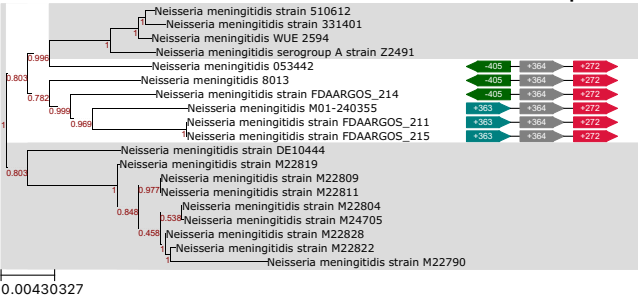 Neisseria meningitidis strain 510612
1
Neisseria meningitidis strain 331401
1
Neisseria meningitidis WUE 2594
Neisseria meningitidis serogroup A strain Z2491
0.996
Neisseria meningitidis 053442 -405 +364 +272
0.803
Neisseria meningitidis 8013 -405 +364 +272
Neisseria meningitidis strain FDAARGOS_214 -405 +364 +272
0.782
Neisseria meningitidis M01-240355 +363 +364 +272
0.999
Neisseria meningitidis strain FDAARGOS_211 +363 +364 +272
1
0.969
Neisseria meningitidis strain FDAARGOS_215 +363 +364 +272
1
Neisseria meningitidis strain DE10444
Neisseria meningitidis strain M22819
0.803
Neisseria meningitidis strain M22809
1
0.977
Neisseria meningitidis strain M22811
Neisseria meningitidis strain M22804
0.848
0.538
Neisseria meningitidis strain M24705
0.458
Neisseria meningitidis strain M22828
Neisseria meningitidis strain M22822
1
1
Neisseria meningitidis strain M22790
0.00430327